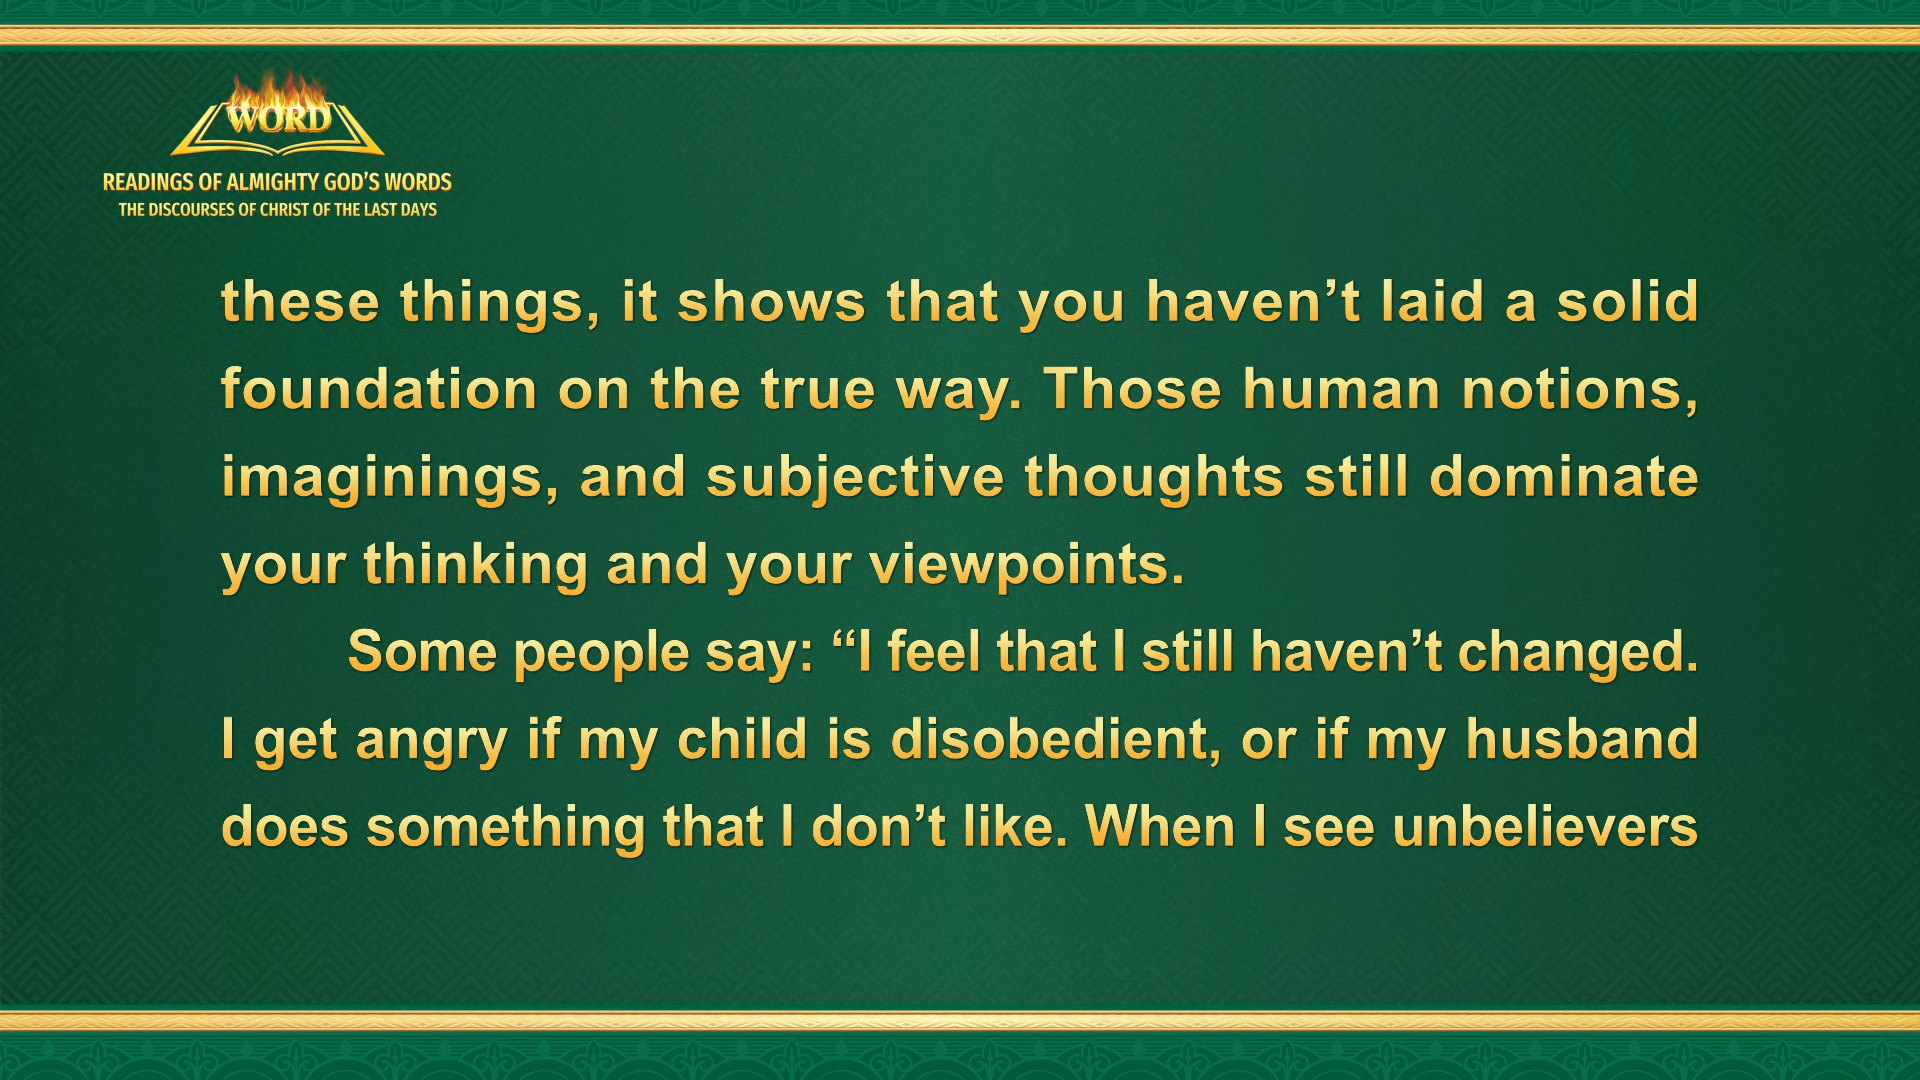 WORD
READINGS OF ALMIGHTY GOD’S WORDS
THE DISCOURSES OF CHRIST OF THE LAST DAYS
these things, it shows that you haven’t laid a solid
foundation on the true way. Those human notions,
imaginings, and subjective thoughts still dominate
your thinking and your viewpoints.
Some people say: “I feel that I still haven’t changed.
I get angry if my child is disobedient, or if my husband
does something that I don’t like. When I see unbelievers